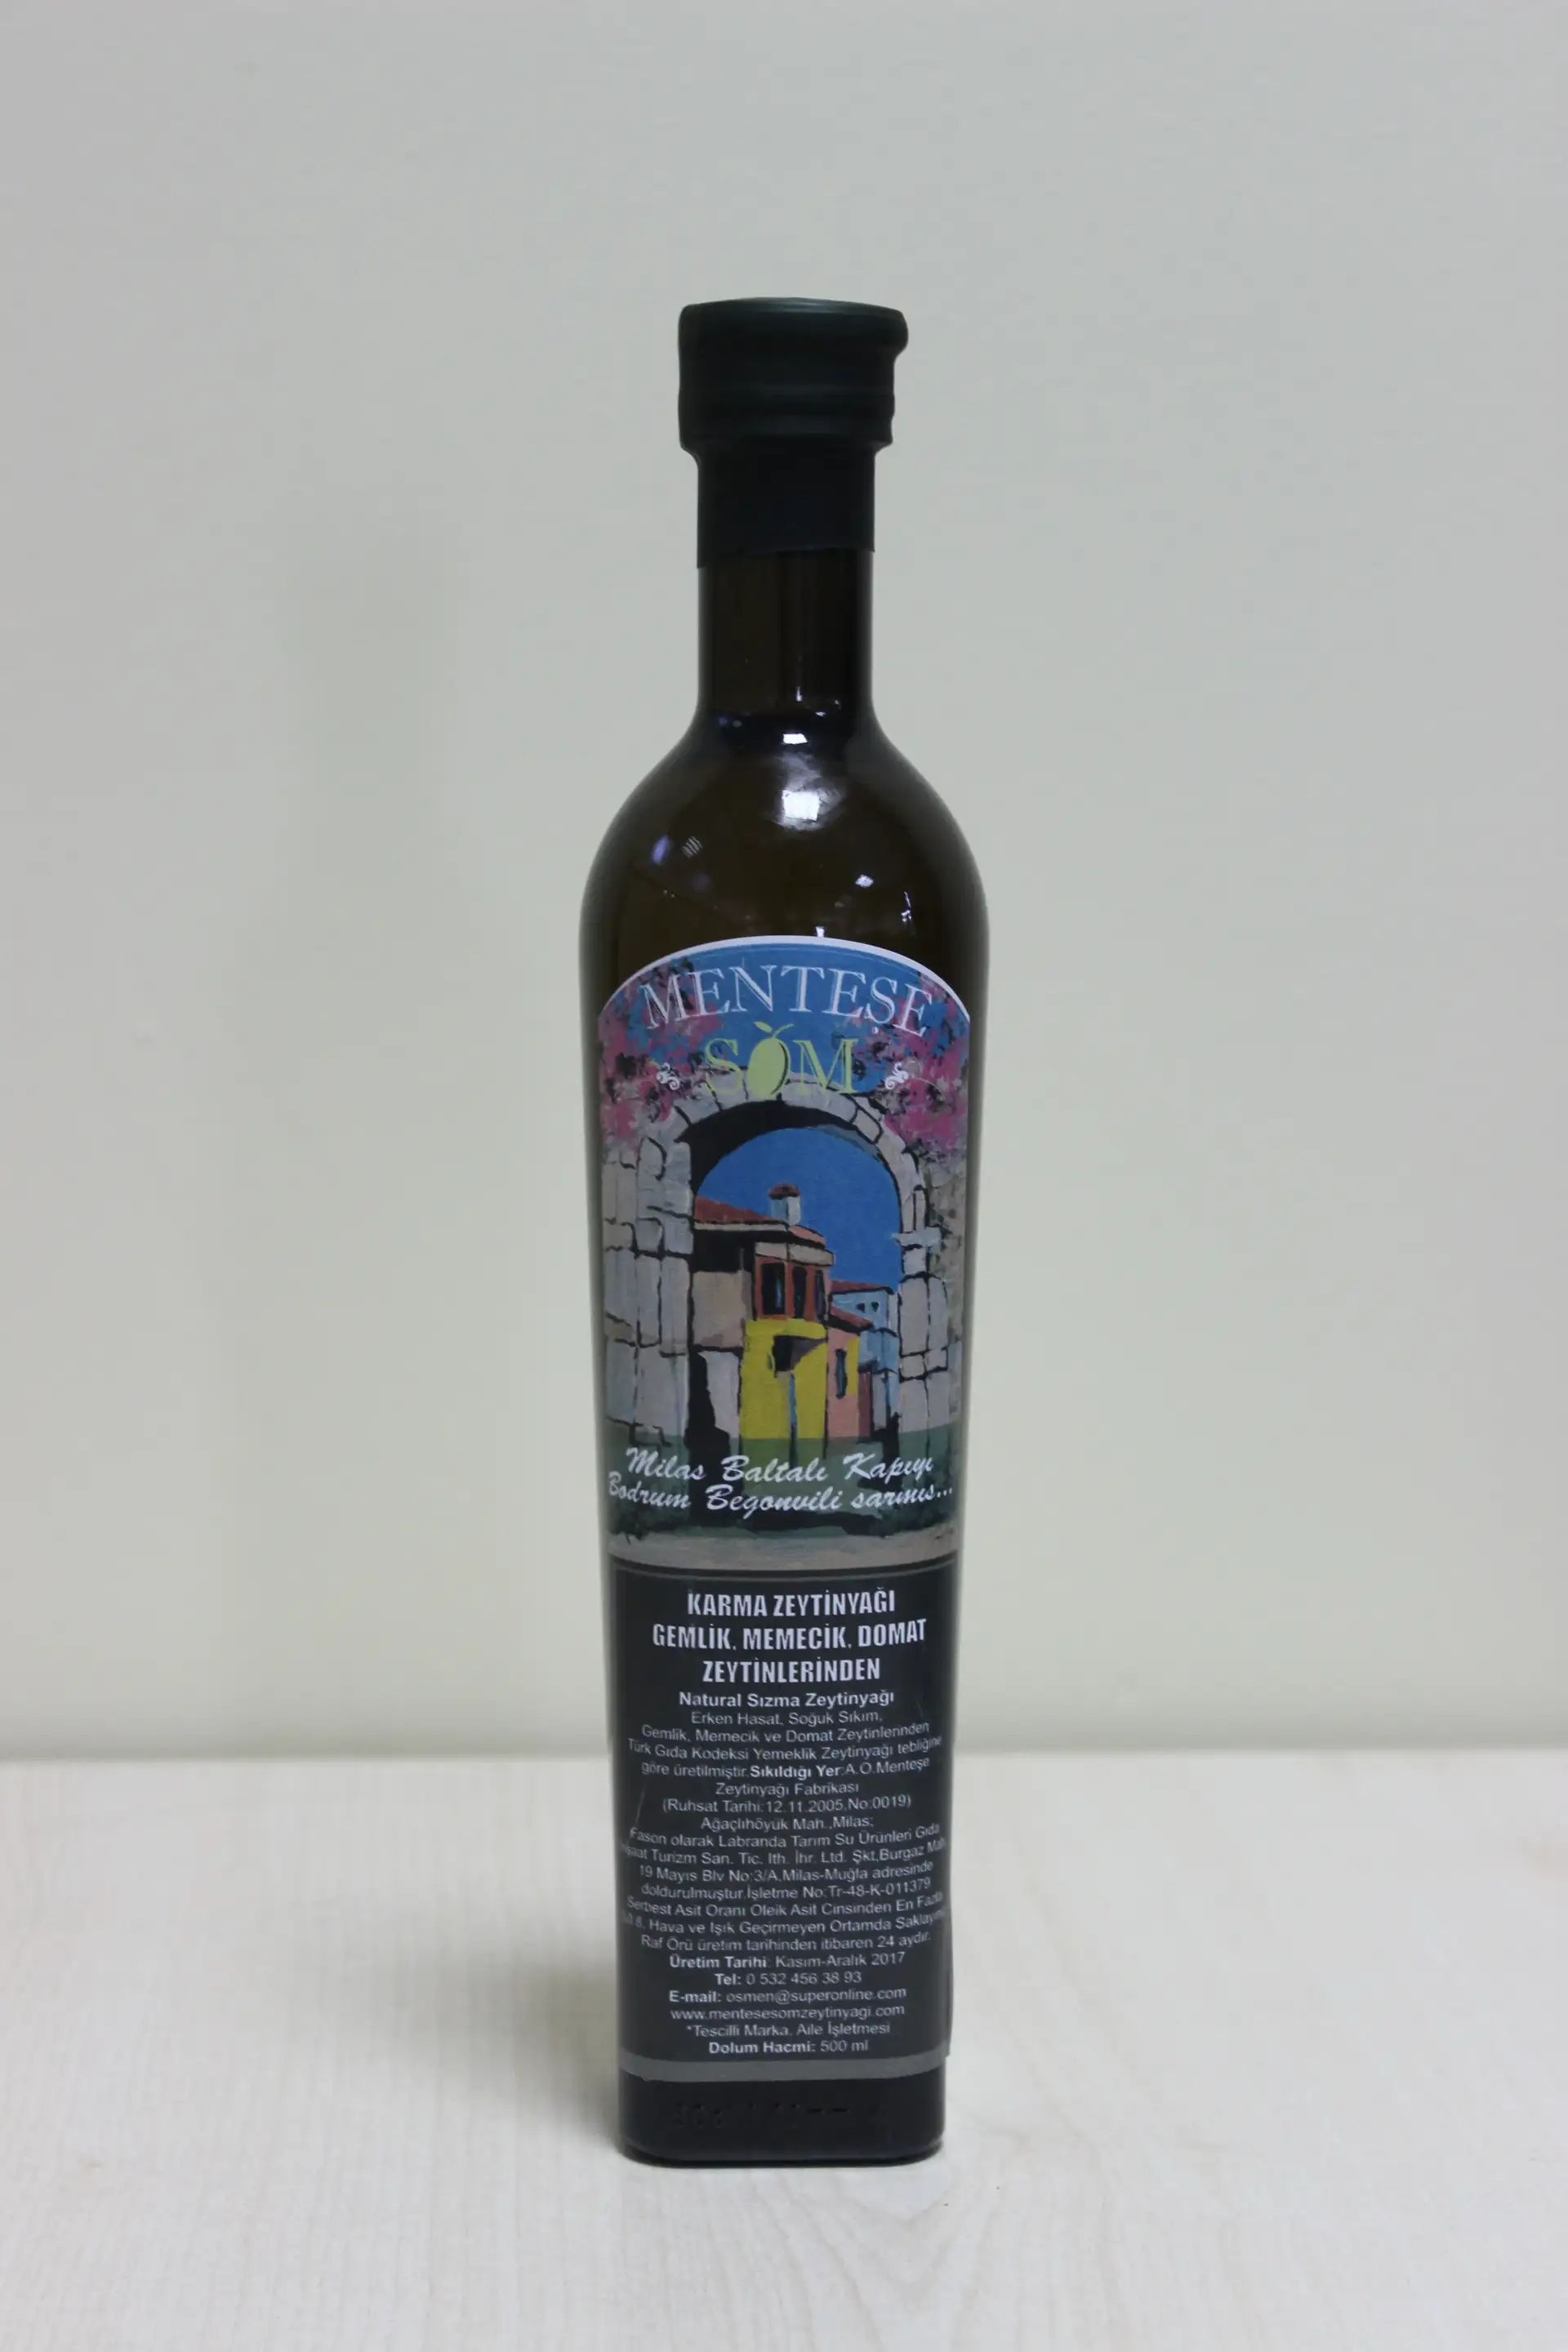 MENTEŞE
SOM
Milas Baltalı Kapıyı
Bodrum Begonvili sarmış...
KARMA ZEYTİNYAĞI
GEMLİK, MEMECİK, DOMAT
ZEYTİNLERİNDEN
Natural Sızma Zeytinyağı
Erken Hasat, Soğuk Sıkım,
Gemlik, Memecik ve Domat Zeytinlerinden
Türk Gıda Kodeksi Yemeklik Zeytinyağı tebliğine
göre üretilmiştir.Sıkıldığı Yer:A.O.Menteşe
Zeytinyağı Fabrikası
(Ruhsat Tarihi:12.11.2005,No:0019)
Ağaçlıhöyük Mah.,Milas;
Fason olarak Labranda Tarım Su Ürünleri Gıda
Turizm San. Tic. Ith. İhr. Ltd. Şkt,Burgaz Mah
19 Mayıs Blv No:3/A,Milas-Muğla adresinde
doldurulmuştur.İşletme No:Tr-48-K-011379
Serbest Asit Oranı Oleik Asit Cinsinden En Fazla
Hava ve Işık Geçirmeyen Ortamda Saklayınız
Raf Örü üretim tarihinden itibaren 24 aydır.
Üretim Tarihi: Kasım-Aralık 2017
Tel: 0 532 456 38 93
E-mail: osmen@superonline.com
www.mentesesomzeytinyagi.com
*Tescilli Marka, Aile İşletmesi
Dolum Hacmi: 500 ml